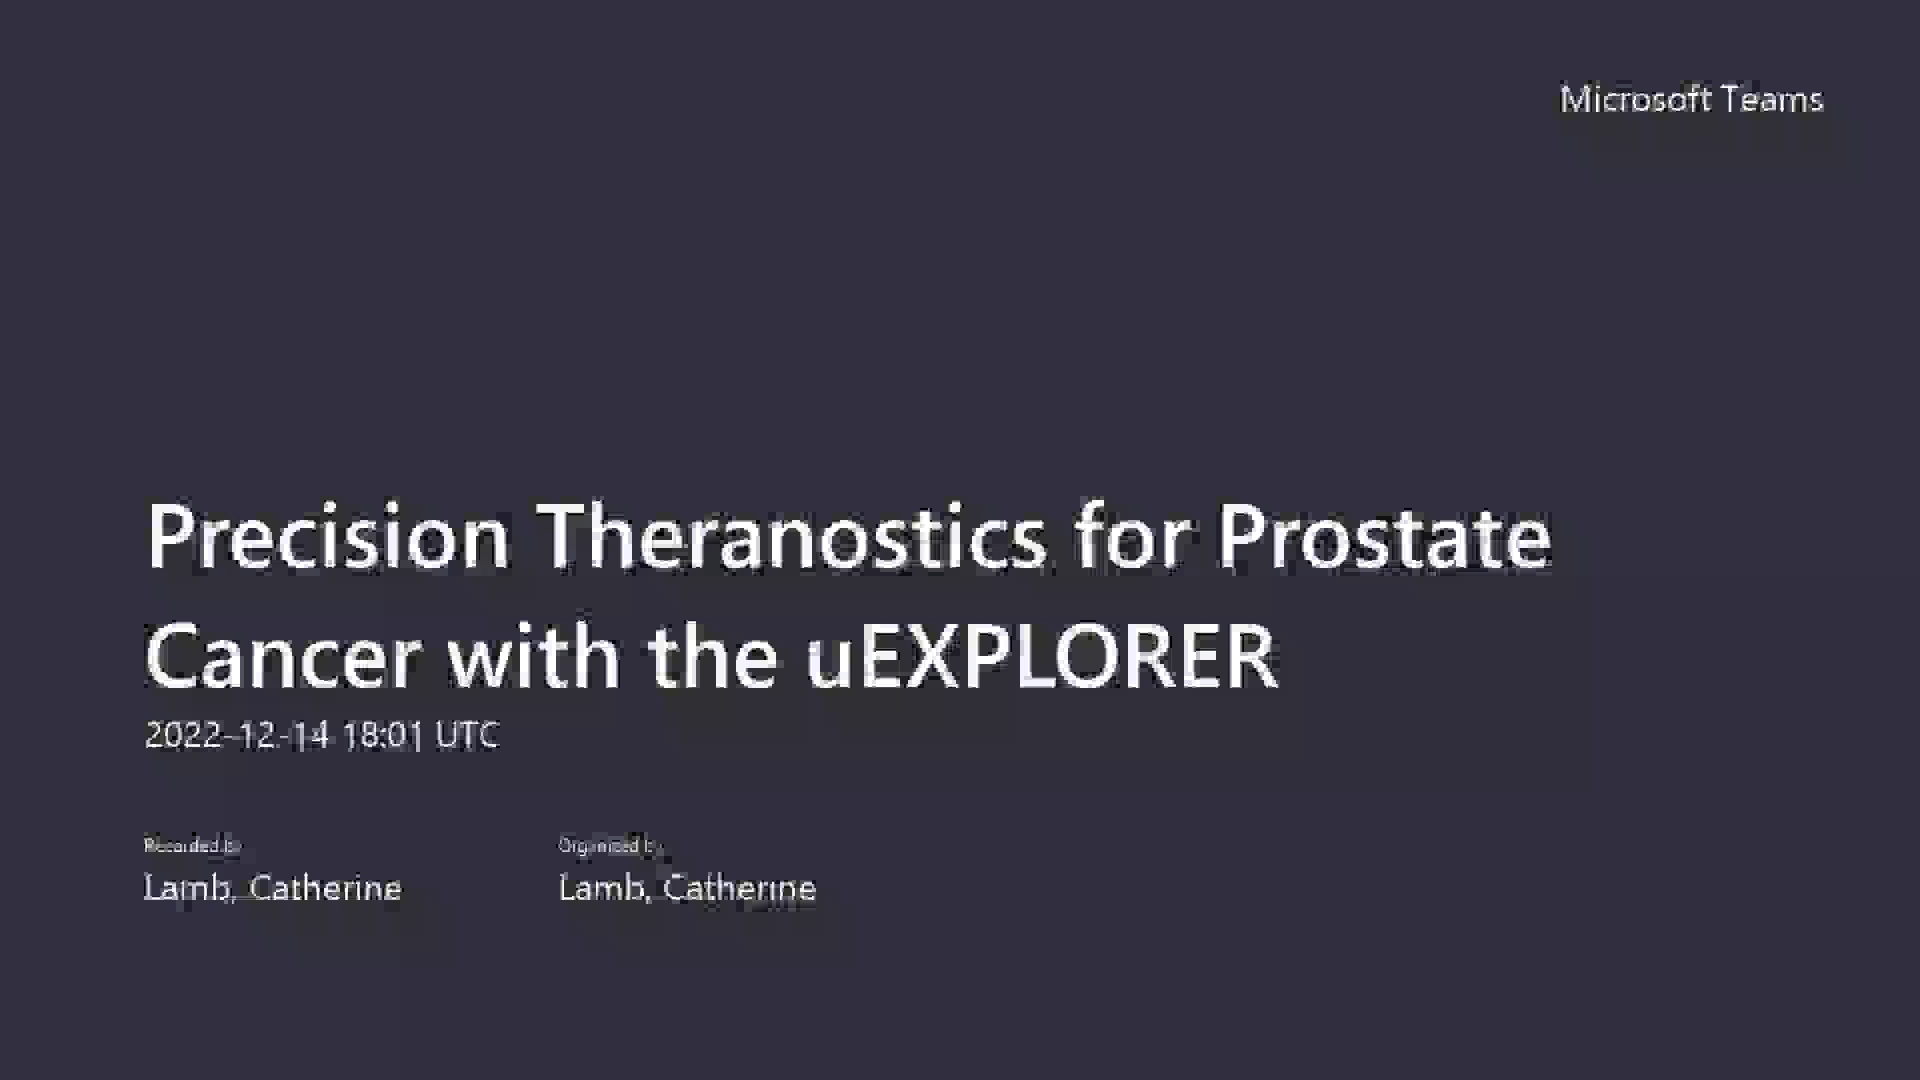 Microsoft Teams
Precision Theranostics for Prostate
Cancer with the uEXPLORER
2022-12-14 18:01 UTC
Recorded by
Organized by
Lamb, Catherine
Lamb, Catherine